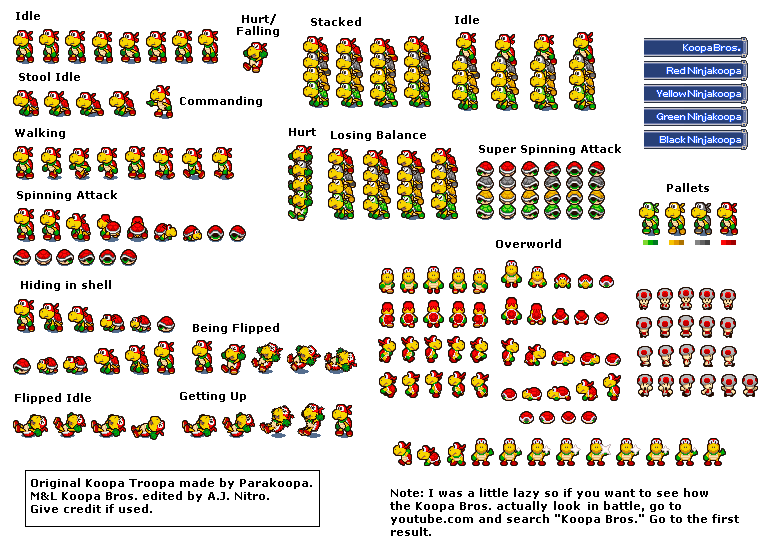 Idle
Hurt/
Falling
Stacked
Idle
KoopaBros.
Red Ninjakoopa
Yellow Ninjakoopa
Green Ninjakoopa
Black Ninjakoopa
Stool Idle
Commanding
Walking
Hurt
Losing Balance
Super Spinning Attack
Pallets
Spinning Attack
Overworld
Hiding in shell
Being Flipped
Flipped Idle
Getting Up
Original Koopa Troopa made by Parakoopa.
M&L Koopa Bros. edited by A.J. Nitro.
Give credit if used.
Note: I was a little lazy so if you want to see how
the Koopa Bros. actually look in battle, go to
youtube.com and search "Koopa Bros." Go to the first
result.